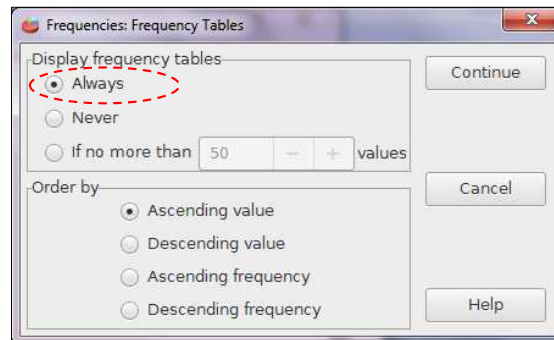 Frequencies: Frequency Tables
Display frequency tables
Always
Never
If no more than 50 − + values
Order by
Ascending value
Descending value
Ascending frequency
Descending frequency
Continue
Cancel
Help